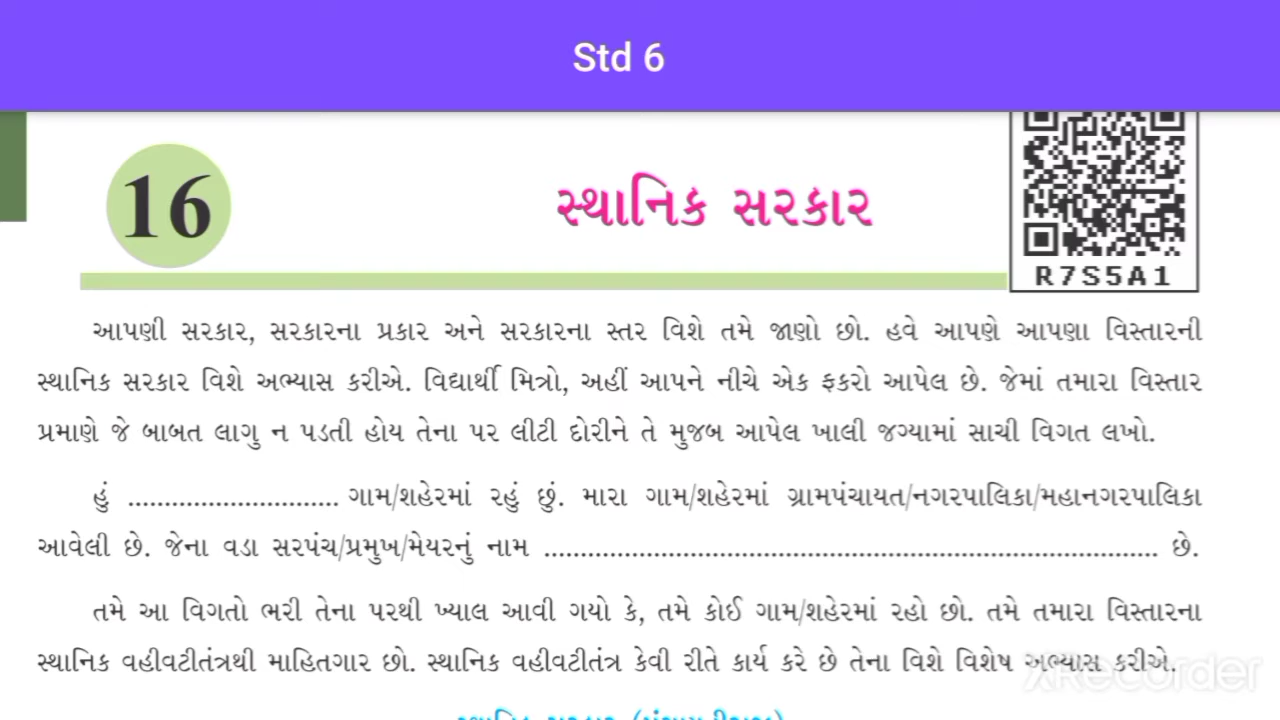 Std 6
16
સ્થાનિક સરકાર
R7S5A1
આપણી સરકાર, સરકારના પ્રકાર અને સરકારના સ્તર વિશે તમે જાણો છો. હવે આપણે આપણા વિસ્તારની
સ્થાનિક સરકાર વિશે અભ્યાસ કરીએ. વિદ્યાર્થી મિત્રો, અહીં આપને નીચે એક ફકરો આપેલ છે. જેમાં તમારા વિસ્તાર
પ્રમાણે જે બાબત લાગુ ન પડતી હોય તેના પર લીટી દોરીને તે મુજબ આપેલ ખાલી જગ્યામાં સાચી વિગત લખો.
હું ............................. ગામ/શહેરમાં રહું છું. મારા ગામ/શહેરમાં ગ્રામપંચાયત/નગરપાલિકા/મહાનગરપાલિકા
આવેલી છે. જેના વડા સરપંચ/પ્રમુખ/મેયરનું નામ ..................................................................................... છે.
તમે આ વિગતો ભરી તેના પરથી ખ્યાલ આવી ગયો કે, તમે કોઈ ગામ/શહેરમાં રહો છો. તમે તમારા વિસ્તારના
સ્થાનિક વહીવટીતંત્રથી માહિતગાર છો. સ્થાનિક વહીવટીતંત્ર કેવી રીતે કાર્ય કરે છે તેના વિશે વિશેષ અભ્યાસ કરીએ.
XRecorder